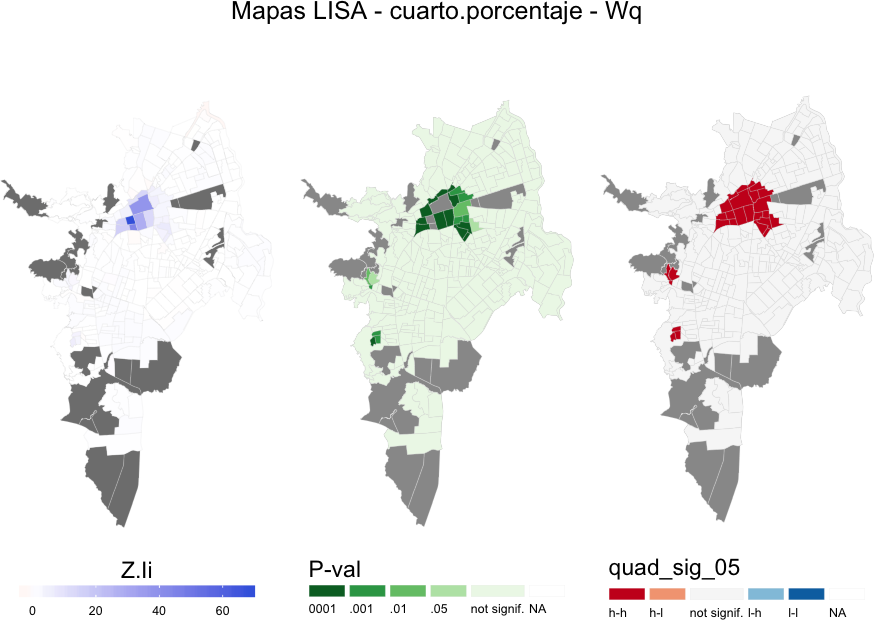 Mapas LISA - cuarto.porcentaje - Wq
Z.Ii
0 20 40 60
P-val
0001 .001 .01 .05 not signif. NA
quad_sig_05
h-h h-l not signif. l-h l-l NA